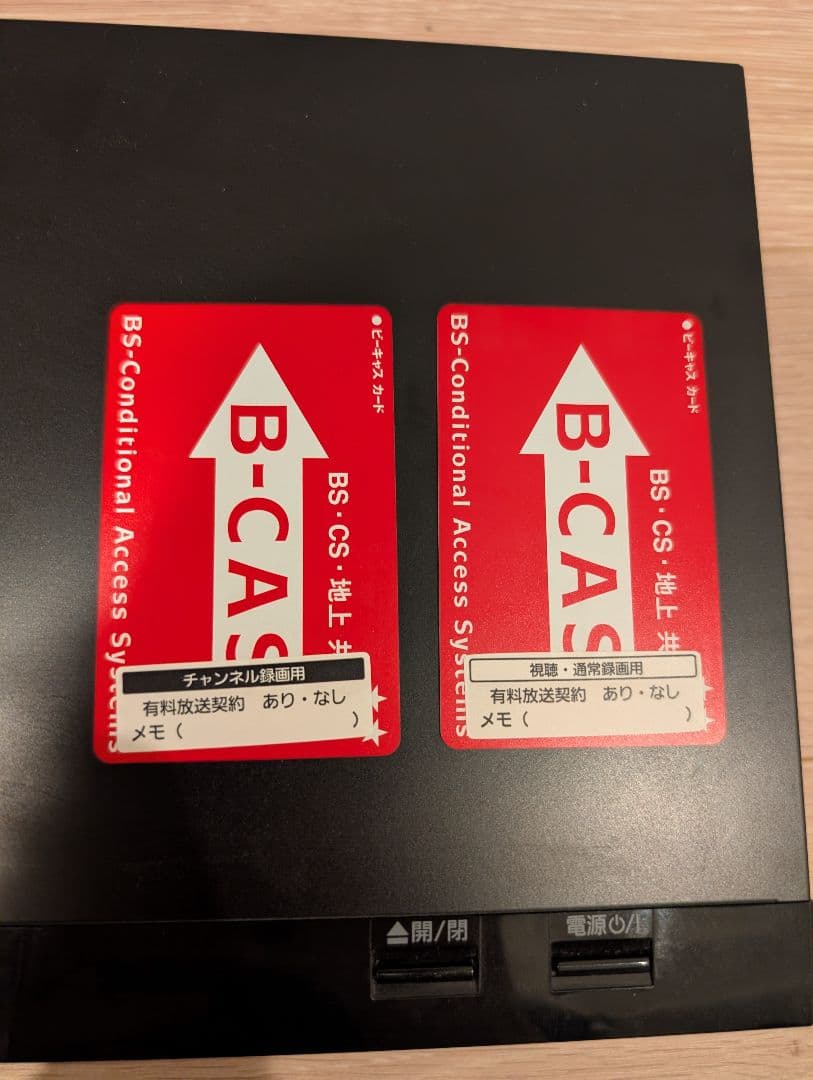 BS-Conditional Access Systems
B-CAS
●ビーキャス カード
BS・CS・地上 共
チャンネル録画用
有料放送契約 あり・なし
メモ( )
BS-Conditional Access Systems
B-CAS
●ビーキャス カード
BS・CS・地上 共
視聴・通常録画用
有料放送契約 あり・なし
メモ( )
▲開/閉
電源⏻/I